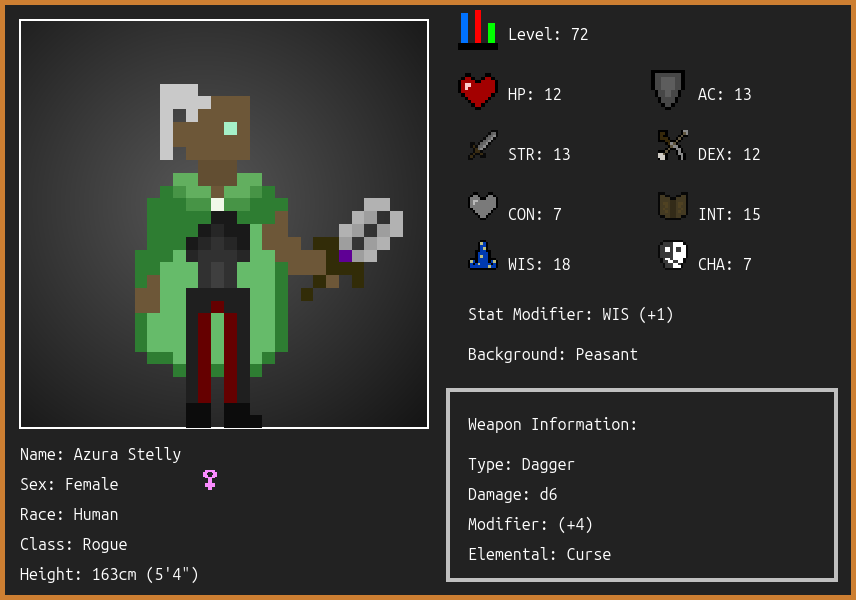 Level: 72
HP: 12
AC: 13
STR: 13
DEX: 12
CON: 7
INT: 15
WIS: 18
CHA: 7
Stat Modifier: WIS (+1)
Background: Peasant
Weapon Information:
Type: Dagger
Damage: d6
Modifier: (+4)
Elemental: Curse
Name: Azura Stelly
Sex: Female
Race: Human
Class: Rogue
Height: 163cm (5'4")